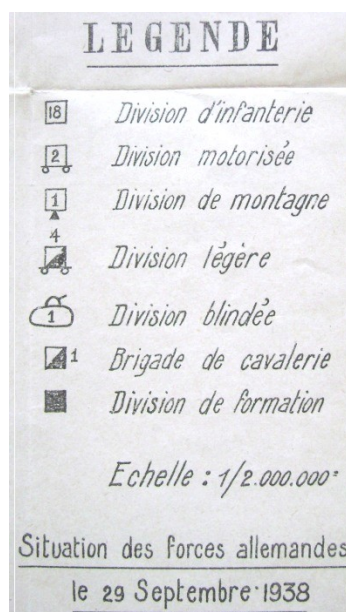 LEGENDE
18 Division d'infanterie
2 Division motorisée
1 Division de montagne
4 Division légère
1 Division blindée
1 Brigade de cavalerie
Division de formation
Echelle : 1/2.000.000e
Situation des forces allemandes
le 29 Septembre 1938